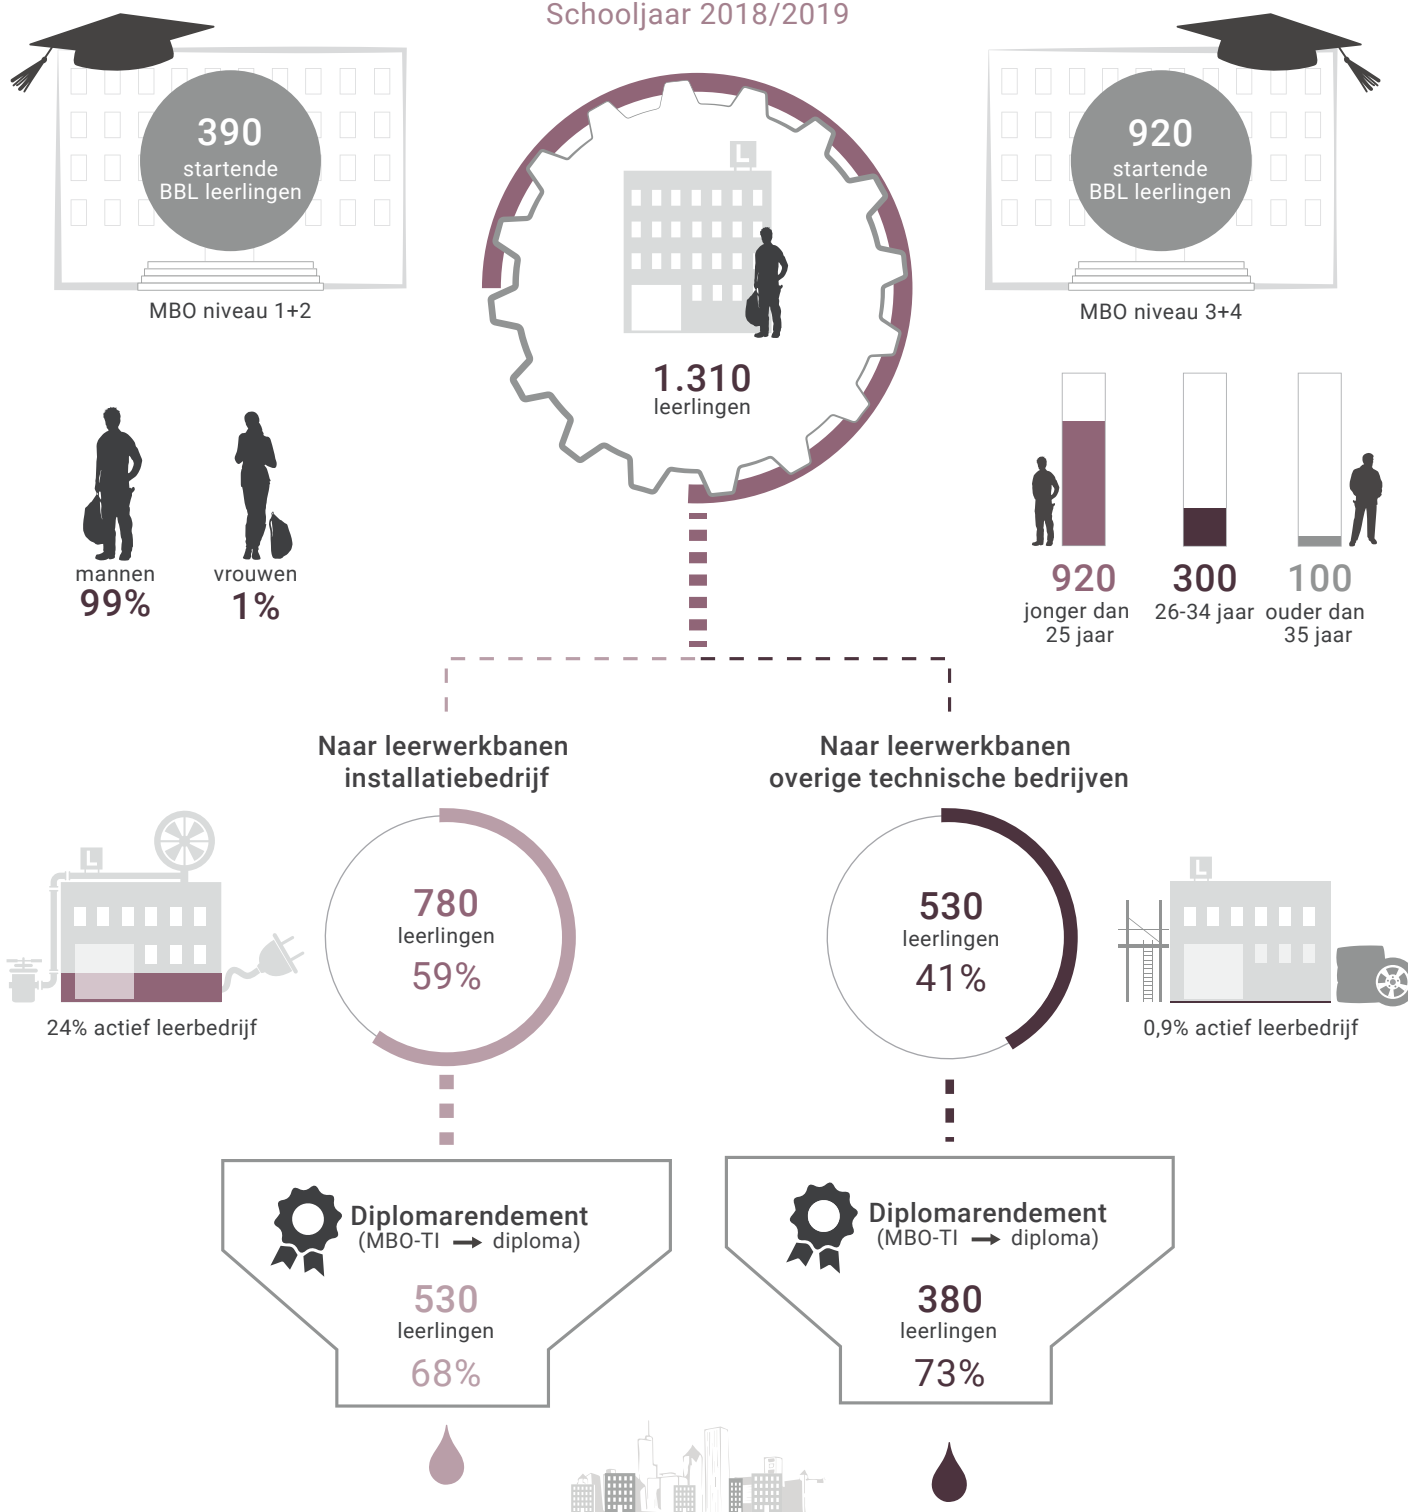 Schooljaar 2018/2019
390
startende
BBL leerlingen
MBO niveau 1+2
L
1.310
leerlingen
920
startende
BBL leerlingen
MBO niveau 3+4
mannen
99%
vrouwen
1%
920
jonger dan
25 jaar
300
26-34 jaar
100
ouder dan
35 jaar
Naar leerwerkbanen
installatiebedrijf
L
24% actief leerbedrijf
780
leerlingen
59%
Naar leerwerkbanen
overige technische bedrijven
530
leerlingen
41%
L
0,9% actief leerbedrijf
Diplomarendement
(MBO-TI → diploma)
530
leerlingen
68%
Diplomarendement
(MBO-TI → diploma)
380
leerlingen
73%